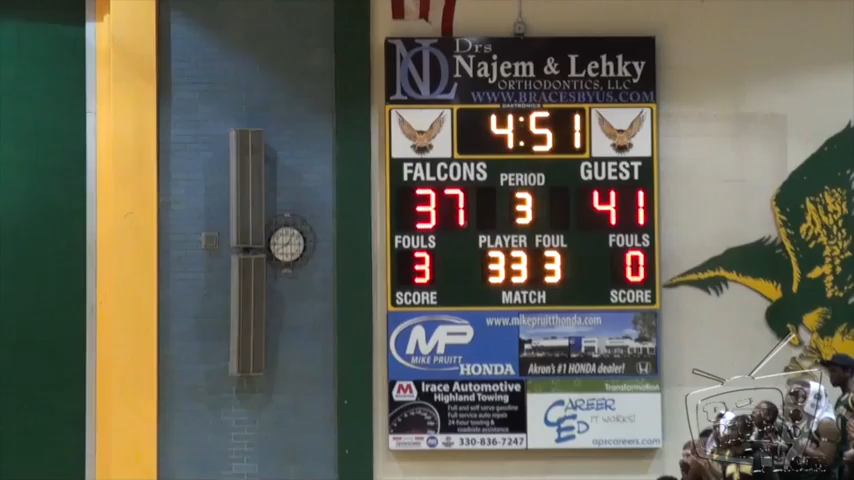 Drs
Najem & Lehky
ORTHODONTICS, LLC
WWW.BRACESBYUS.COM
DAKTRONICS
4:51
FALCONS PERIOD GUEST
37 3 41
FOULS PLAYER FOUL FOULS
3 33 3 0
SCORE MATCH SCORE
www.mikepruitthonda.com
MP
MIKE PRUITT
HONDA
Akron's #1 HONDA dealer!
Irace Automotive
Highland Towing
Full and self serve gasoline
Full service auto repair
24 hour towing &
roadside assistance
330-836-7247
Transformation
CAREER
ED IT WORKS!
apscareers.com